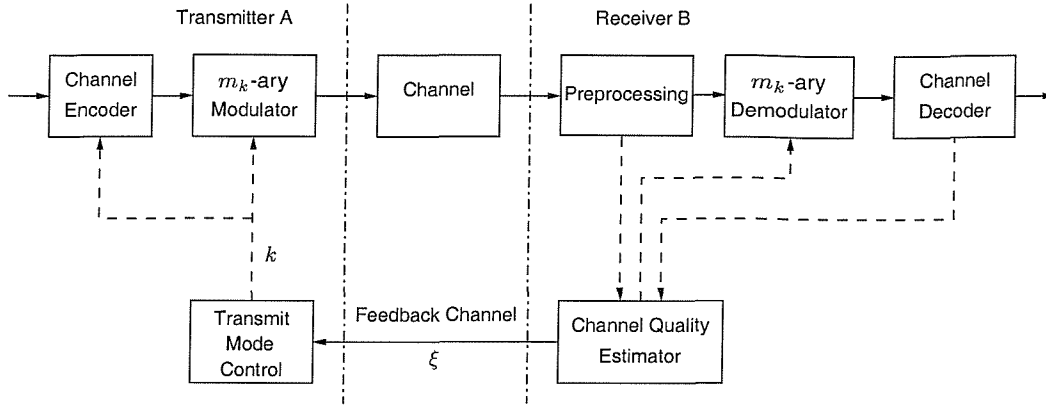 Transmitter A
Receiver B
Channel
Encoder
m_k-ary
Modulator
Channel
Preprocessing
m_k-ary
Demodulator
Channel
Decoder
k
Transmit
Mode
Control
Feedback Channel
ξ
Channel Quality
Estimator